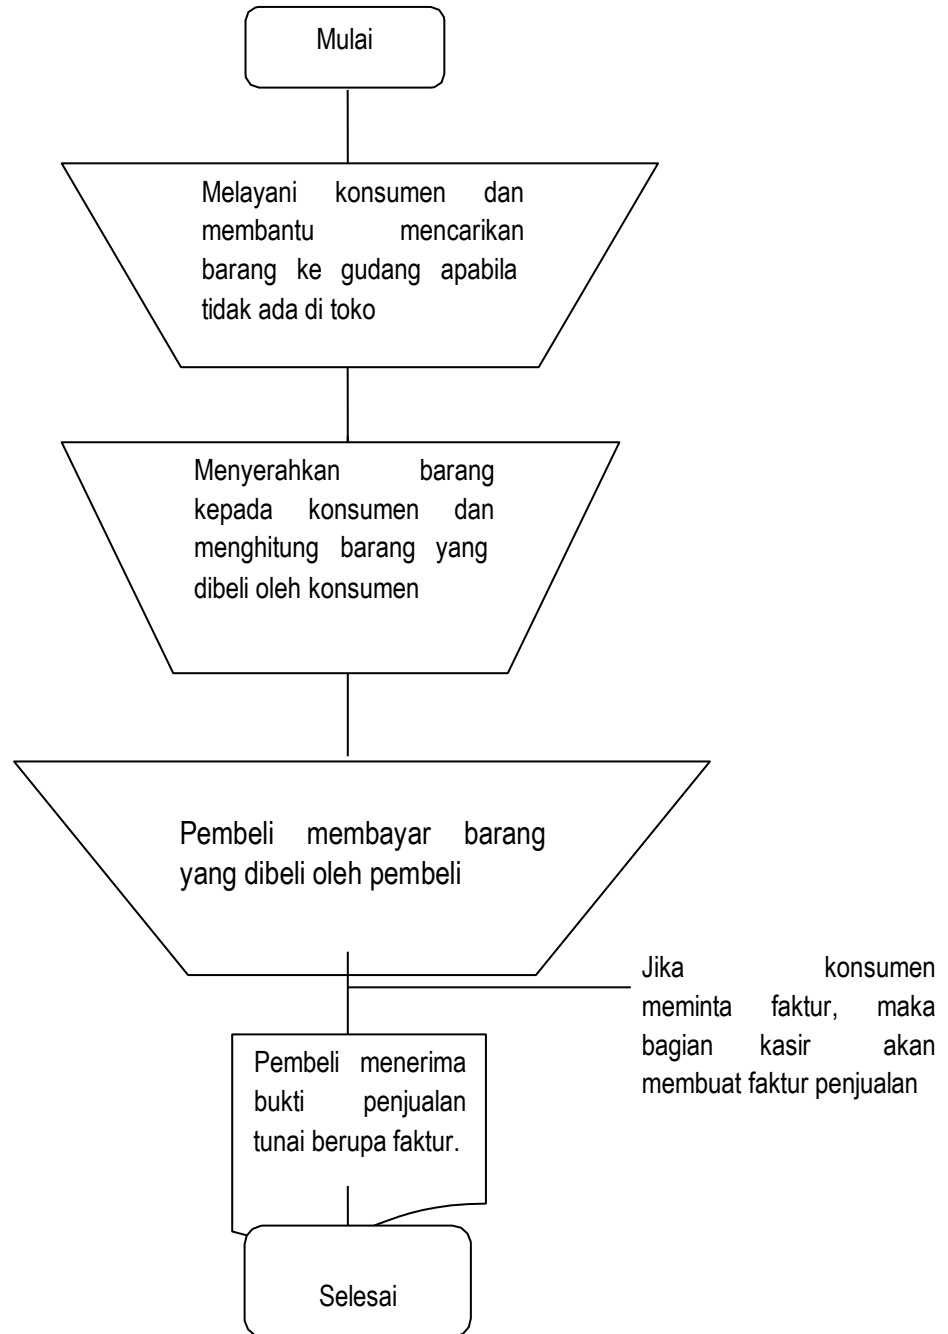 Mulai
Melayani konsumen dan
membantu mencarikan
barang ke gudang apabila
tidak ada di toko
Menyerahkan barang
kepada konsumen dan
menghitung barang yang
dibeli oleh konsumen
Pembeli membayar barang
yang dibeli oleh pembeli
Jika konsumen
meminta faktur, maka
bagian kasir akan
membuat faktur penjualan
Pembeli menerima
bukti penjualan
tunai berupa faktur.
Selesai